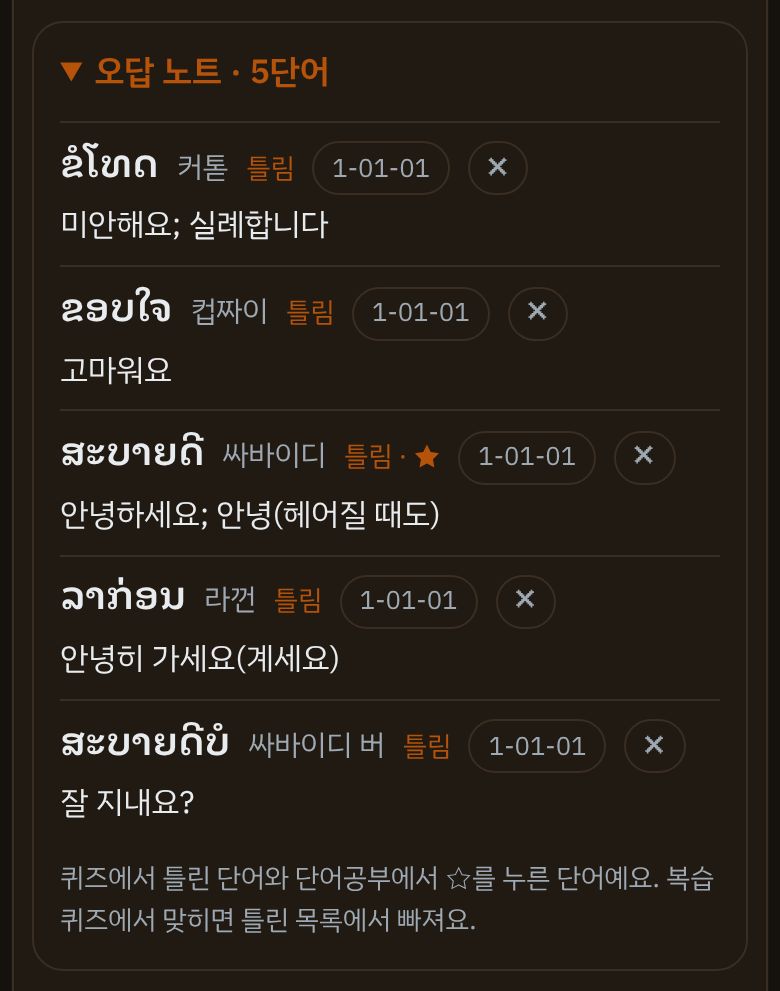 ▼ 오답 노트 · 5단어
ຂໍໂທດ 커톧 틀림 1-01-01 ✕
미안해요; 실례합니다
ຂອບໃຈ 컵짜이 틀림 1-01-01 ✕
고마워요
ສະບາຍດີ 싸바이디 틀림 · ★ 1-01-01 ✕
안녕하세요; 안녕(헤어질 때도)
ລາກ່ອນ 라껀 틀림 1-01-01 ✕
안녕히 가세요(계세요)
ສະບາຍດີບໍ 싸바이디 버 틀림 1-01-01 ✕
잘 지내요?
퀴즈에서 틀린 단어와 단어공부에서 ☆를 누른 단어예요. 복습
퀴즈에서 맞히면 틀린 목록에서 빠져요.